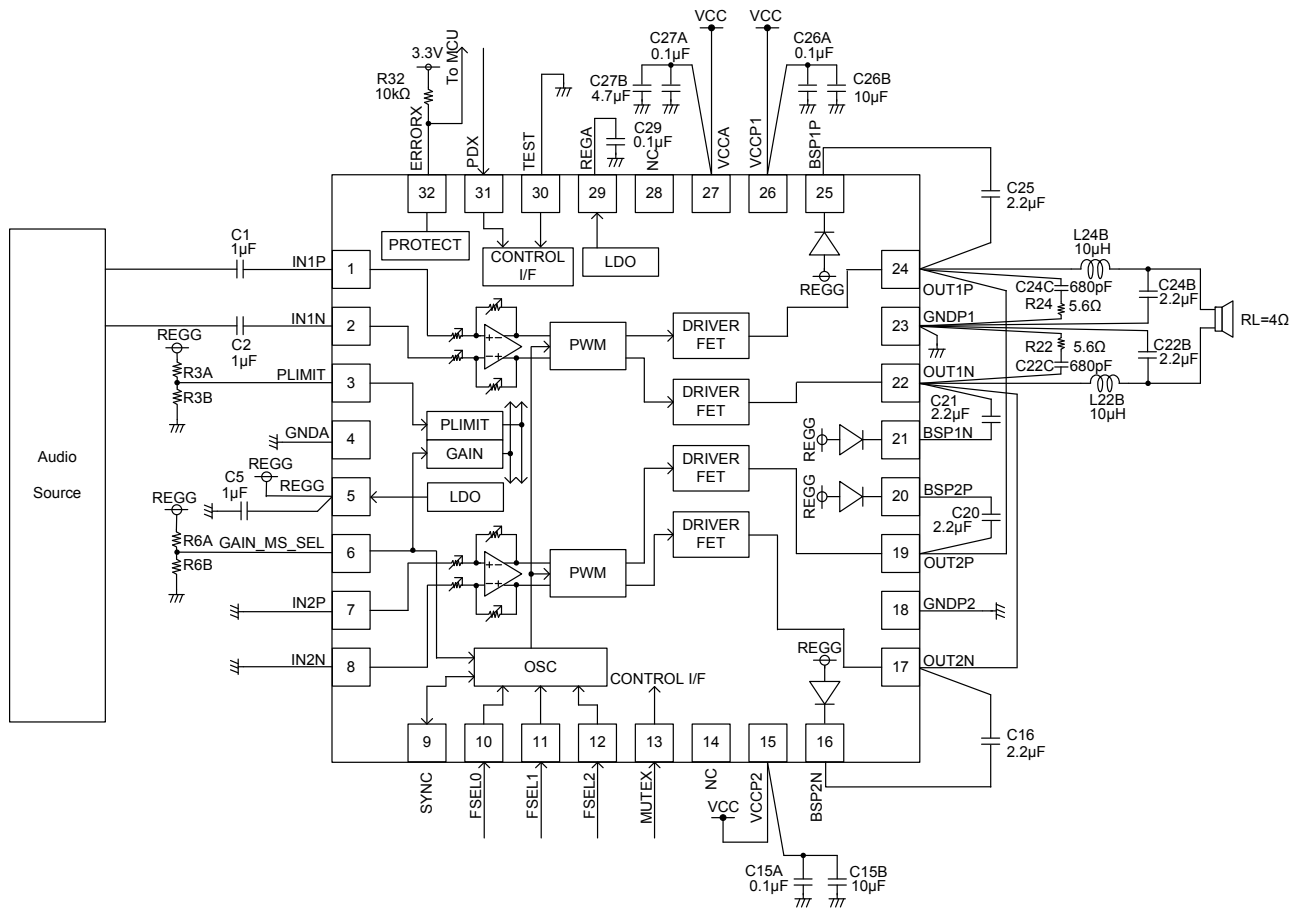 VCC
VCC
3.3V
To MCU
C27A
0.1µF
C26A
0.1µF
R32
10kΩ
C27B
4.7µF
C26B
10µF
C29
0.1µF
ERRORX
PDX
TEST
REGA
NC
VCCA
VCCP1
BSP1P
32
31
30
29
28
27
26
25
C25
2.2µF
PROTECT
CONTROL
I/F
LDO
REGG
C1
1µF
IN1P
1
24
OUT1P
L24B
10µH
C24C
680pF
C24B
2.2µF
R24
5.6Ω
IN1N
2
C2
1µF
23
GNDP1
RL=4Ω
R22
5.6Ω
C22B
2.2µF
C22C
680pF
PWM
DRIVER
FET
DRIVER
FET
REGG
R3A
R3B
PLIMIT
3
22
OUT1N
L22B
10µH
C21
2.2µF
GNDA
4
PLIMIT
GAIN
REGG
21
BSP1N
Audio
Source
REGG
C5
1µF
REGG
5
LDO
DRIVER
FET
REGG
20
BSP2P
C20
2.2µF
REGG
R6A
R6B
GAIN_MS_SEL
6
DRIVER
FET
19
OUT2P
PWM
IN2P
7
18
GNDP2
IN2N
8
OSC
CONTROL I/F
REGG
17
OUT2N
9
10
11
12
13
14
15
16
C16
2.2µF
SYNC
FSEL0
FSEL1
FSEL2
MUTEX
NC
VCCP2
BSP2N
VCC
C15A
0.1µF
C15B
10µF